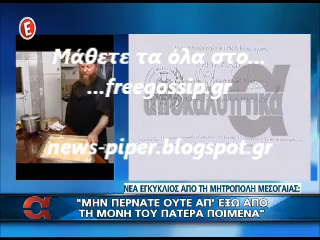 E
Μάθετε τα όλα στο...
...freegossip.gr
αποκαλυπτικά
news-piper.blogspot.gr
ΝΕΑ ΕΓΚΥΚΛΙΟΣ ΑΠΟ ΤΗ ΜΗΤΡΟΠΟΛΗ ΜΕΣΟΓΑΙΑΣ:
"ΜΗΝ ΠΕΡΝΑΤΕ ΟΥΤΕ ΑΠ' ΕΞΩ ΑΠΟ
ΤΗ ΜΟΝΗ ΤΟΥ ΠΑΤΕΡΑ ΠΟΙΜΕΝΑ"